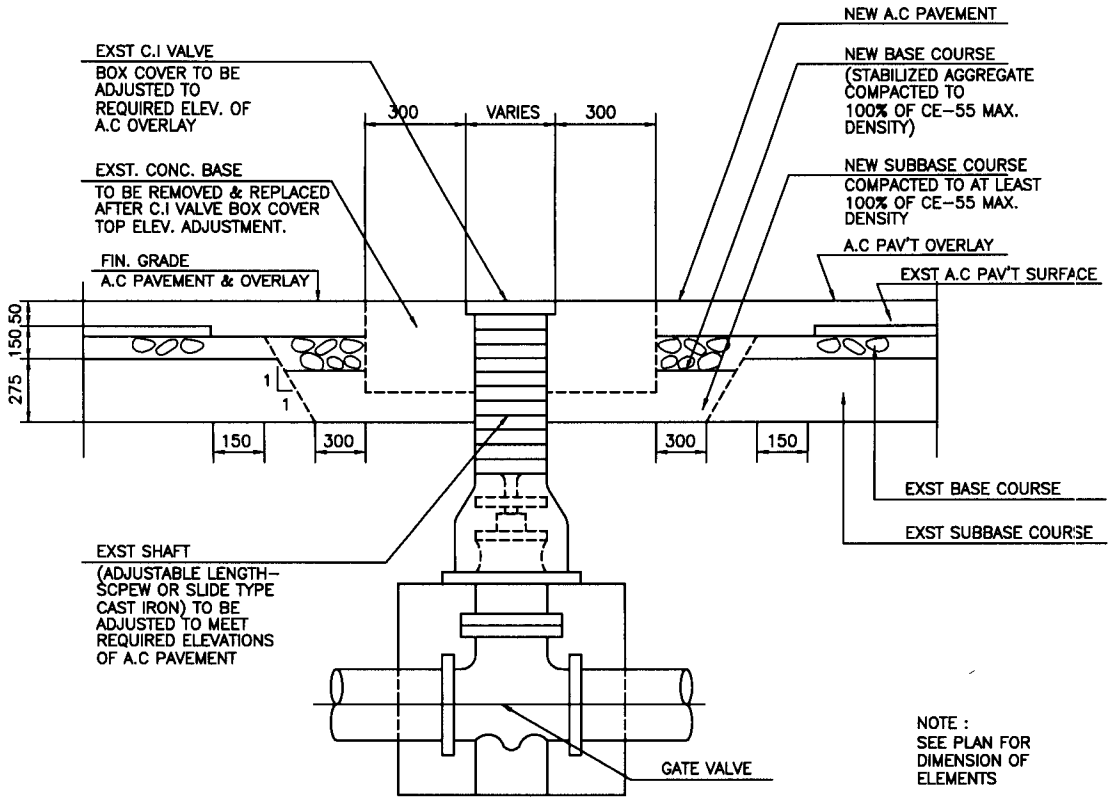 NEW A.C PAVEMENT
EXST C.I VALVE
BOX COVER TO BE
ADJUSTED TO
REQUIRED ELEV. OF
A.C OVERLAY
NEW BASE COURSE
(STABILIZED AGGREGATE
COMPACTED TO
100% OF CE-55 MAX.
DENSITY)
300
VARIES
300
EXST. CONC. BASE
TO BE REMOVED & REPLACED
AFTER C.I VALVE BOX COVER
TOP ELEV. ADJUSTMENT.
NEW SUBBASE COURSE
COMPACTED TO AT LEAST
100% OF CE-55 MAX.
DENSITY
A.C PAV'T OVERLAY
FIN. GRADE
A.C PAVEMENT & OVERLAY
EXST A.C PAV'T SURFACE
50
150
275
1
1
150
300
300
150
EXST BASE COURSE
EXST SUBBASE COURSE
EXST SHAFT
(ADJUSTABLE LENGTH-
SCPEW OR SLIDE TYPE
CAST IRON) TO BE
ADJUSTED TO MEET
REQUIRED ELEVATIONS
OF A.C PAVEMENT
GATE VALVE
NOTE :
SEE PLAN FOR
DIMENSION OF
ELEMENTS